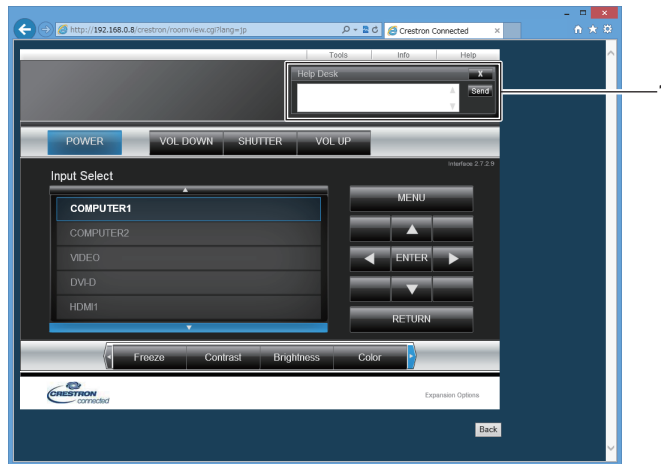 http://192.168.0.8/crestron/roomview.cgi?lang=jp
Crestron Connected
Tools Info Help
Help Desk X
Send
POWER VOL DOWN SHUTTER VOL UP
Interface 2.7.2.9
Input Select
MENU
COMPUTER1
COMPUTER2
VIDEO
ENTER
DVI-D
HDMI1
RETURN
Freeze Contrast Brightness Color
CRESTRON
connected
Expansion Options
Back